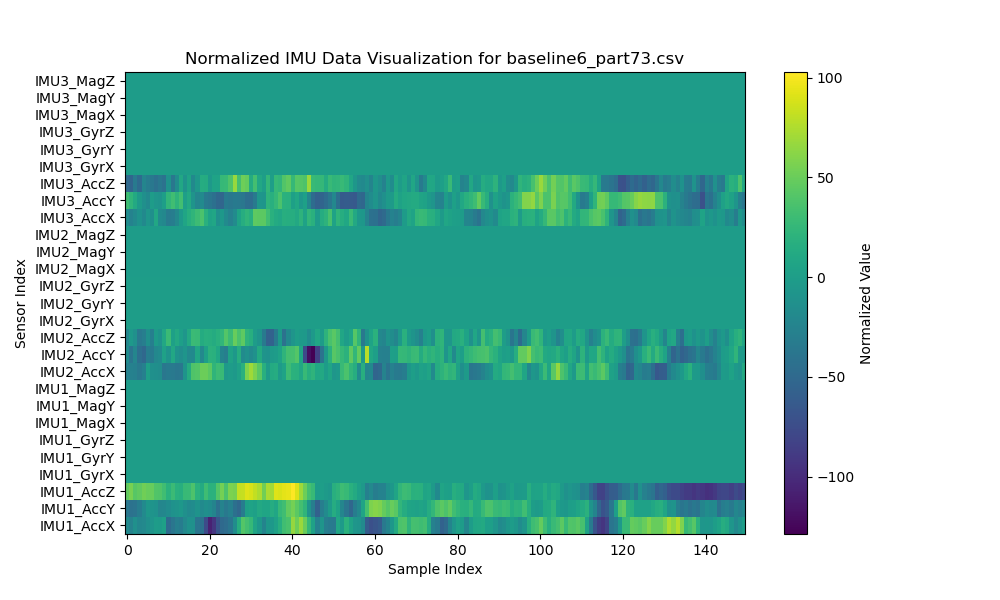 Normalized IMU Data Visualization for baseline6_part73.csv
IMU3_MagZ
IMU3_MagY
IMU3_MagX
IMU3_GyrZ
IMU3_GyrY
IMU3_GyrX
IMU3_AccZ
IMU3_AccY
IMU3_AccX
IMU2_MagZ
IMU2_MagY
IMU2_MagX
IMU2_GyrZ
IMU2_GyrY
IMU2_GyrX
IMU2_AccZ
IMU2_AccY
IMU2_AccX
IMU1_MagZ
IMU1_MagY
IMU1_MagX
IMU1_GyrZ
IMU1_GyrY
IMU1_GyrX
IMU1_AccZ
IMU1_AccY
IMU1_AccX
Sensor Index
0 20 40 60 80 100 120 140
Sample Index
100
50
0
−50
−100
Normalized Value